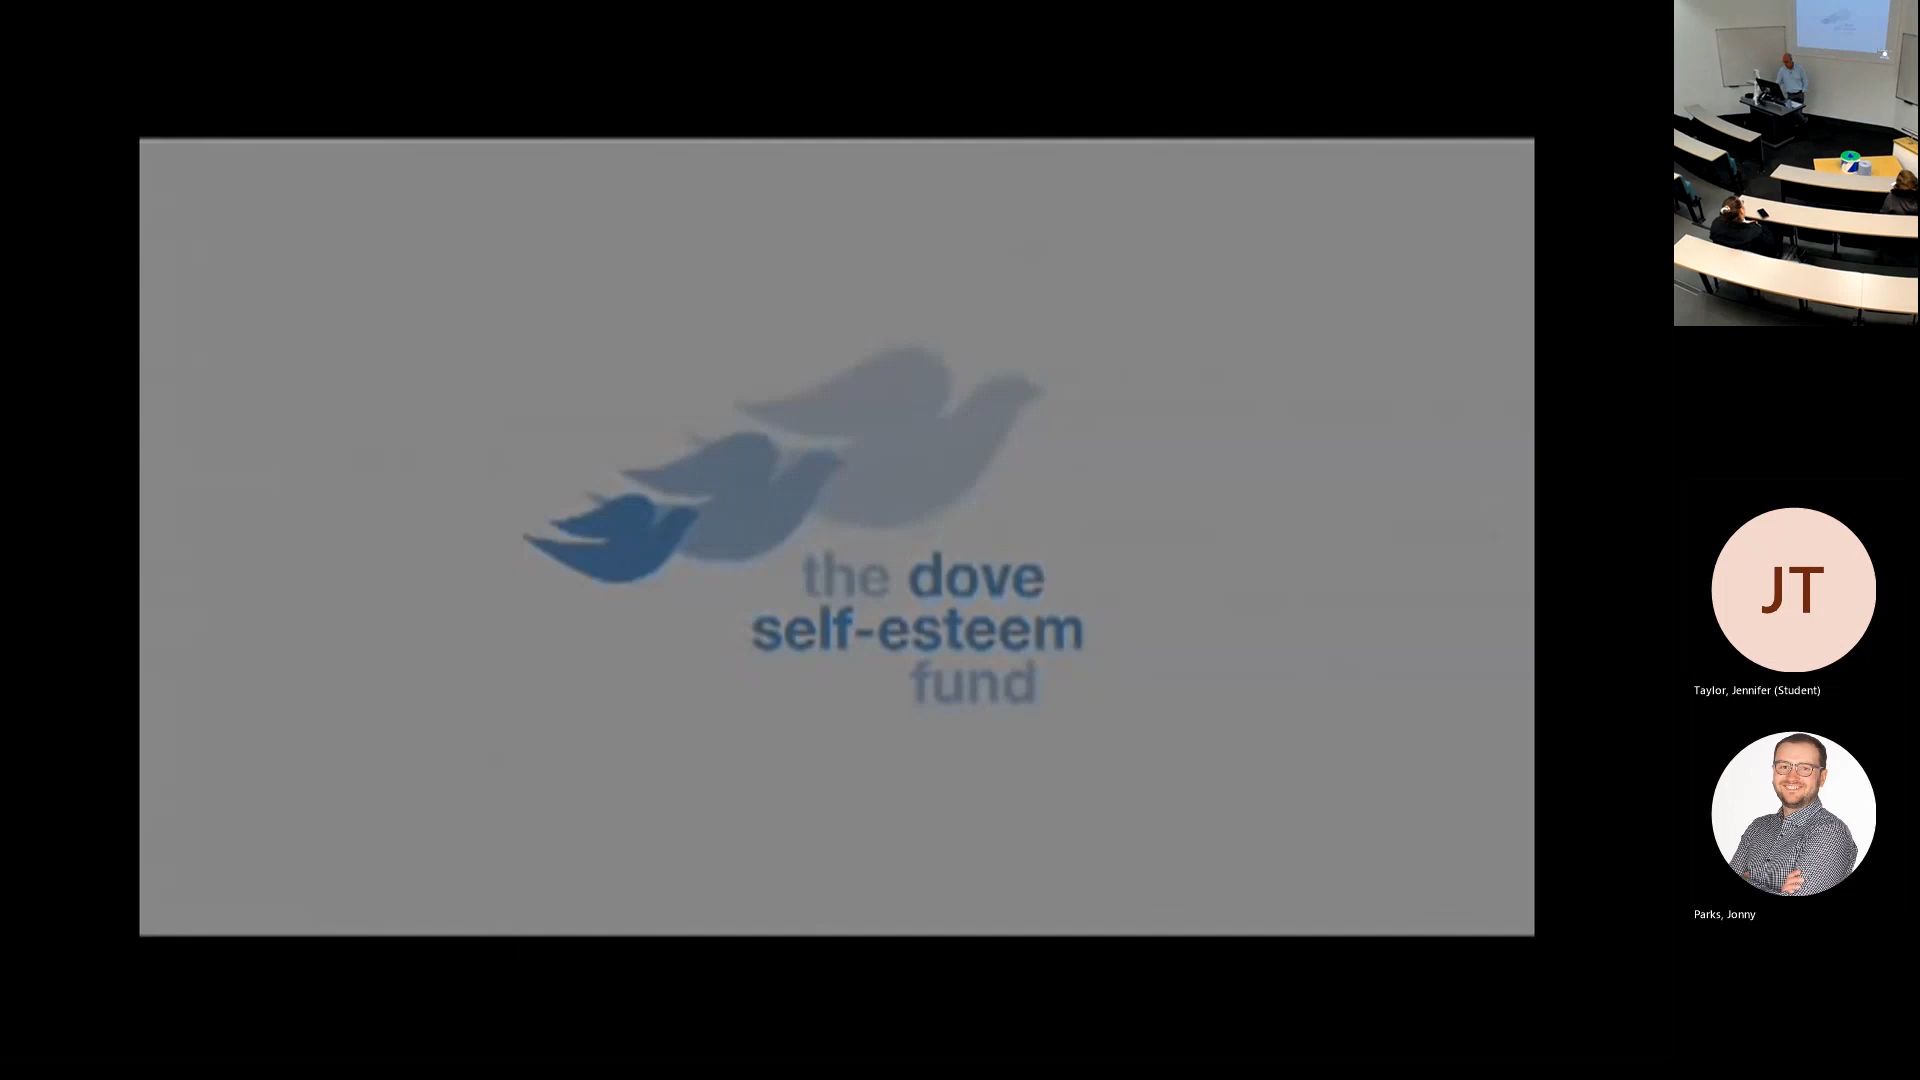 the dove
self-esteem
fund
JT
Taylor, Jennifer (Student)
Parks, Jonny